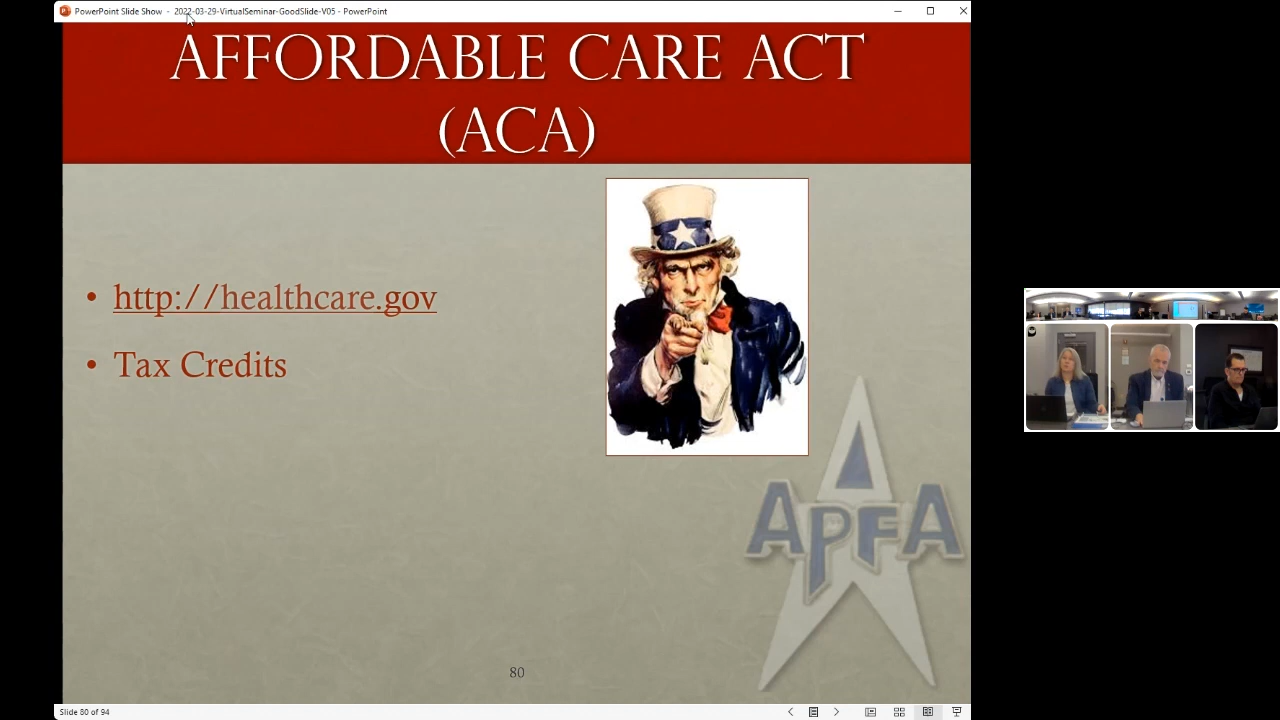 PowerPoint Slide Show - 2022-03-29-VirtualSeminar-GoodSlide-V05 - PowerPoint
AFFORDABLE CARE ACT
(ACA)
• http://healthcare.gov
• Tax Credits
APFA
80
Slide 80 of 94